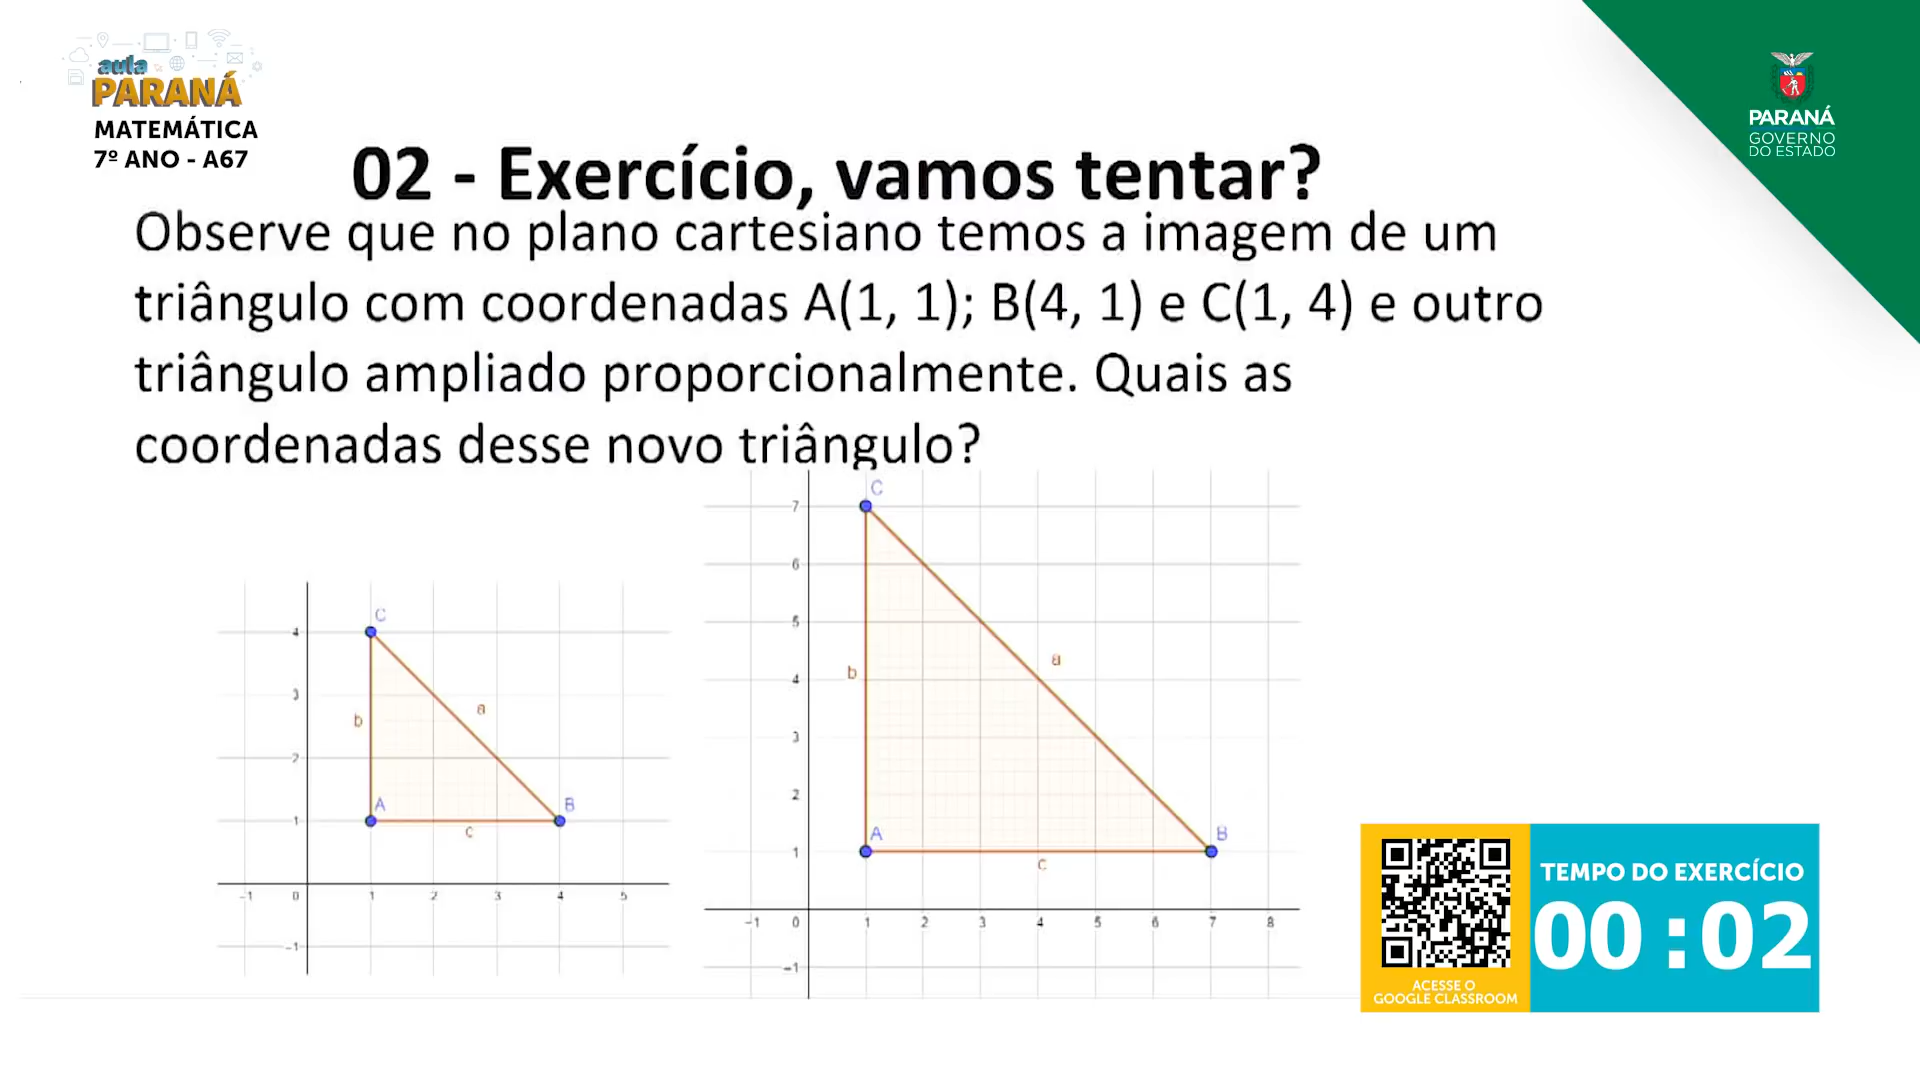 aula
PARANÁ
MATEMÁTICA
7º ANO - A67
PARANÁ
GOVERNO
DO ESTADO
02 - Exercício, vamos tentar?
Observe que no plano cartesiano temos a imagem de um
triângulo com coordenadas A(1, 1); B(4, 1) e C(1, 4) e outro
triângulo ampliado proporcionalmente. Quais as
coordenadas desse novo triângulo?
C
4
3
a
b
2
A
B
1
c
-1 0 1 2 3 4 5
-1
C
7
6
5
a
b
4
3
2
A
B
1
c
-1 0 1 2 3 4 5 6 7 8
-1
TEMPO DO EXERCÍCIO
00:02
ACESSE O
GOOGLE CLASSROOM